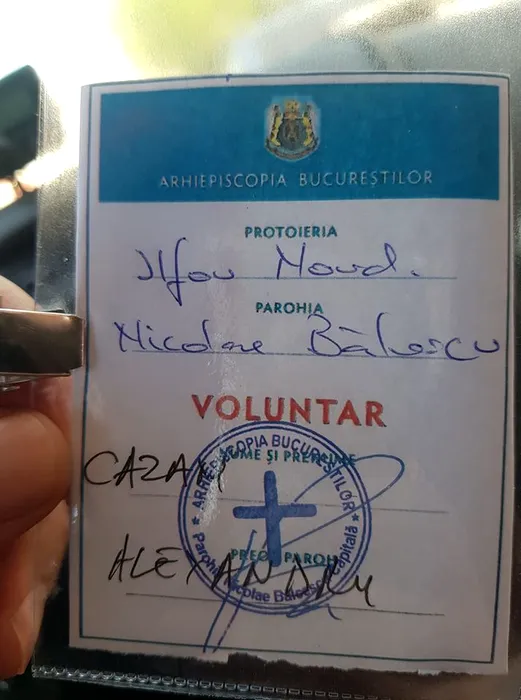 ARHIEPISCOPIA BUCUREȘTILOR
PROTOIERIA
Ilfov Nord.
PAROHIA
Nicolae Bălcescu
VOLUNTAR
NUME ȘI PRENUME
CAZAN
ARHIEPISCOPIA BUCUREȘTILOR
Parohia Nicolae Bălcescu Capitală
PREOT PAROH
ALEXANDRU